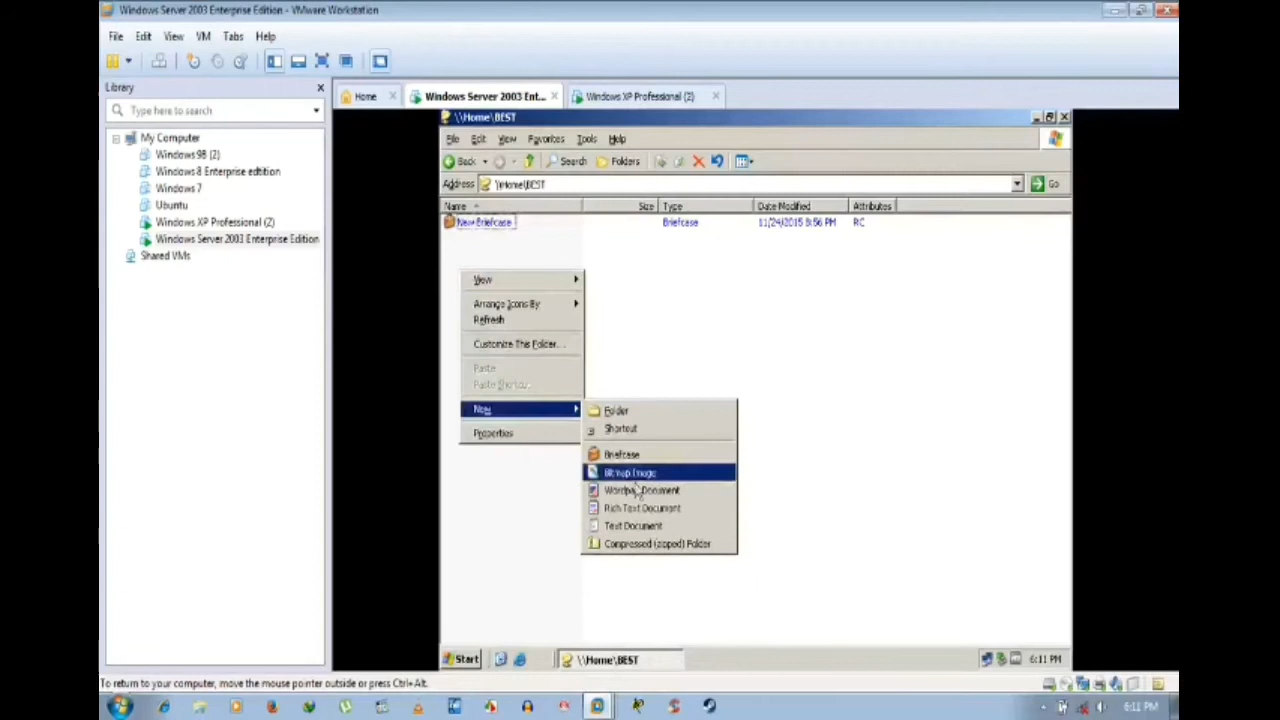 Windows Server 2003 Enterprise Edition - VMware Workstation
File Edit View VM Tabs Help
Library
Type here to search
My Computer
Windows 98 (2)
Windows 8 Enterprise edtition
Windows 7
Ubuntu
Windows XP Professional (2)
Windows Server 2003 Enterprise Edition
Shared VMs
Home
Windows Server 2003 Ent...
Windows XP Professional (2)
\\Home\BEST
File Edit View Favorites Tools Help
Back Search Folders
Address \\Home\BEST Go
Name Size Type Date Modified Attributes
New Briefcase Briefcase 11/24/2015 8:56 PM RC
View
Arrange Icons By
Refresh
Customize This Folder...
Paste
Paste Shortcut
New
Properties
Folder
Shortcut
Briefcase
Bitmap Image
Wordpad Document
Rich Text Document
Text Document
Compressed (zipped) Folder
Start \\Home\BEST 6:11 PM
To return to your computer, move the mouse pointer outside or press Ctrl+Alt.
6:11 PM